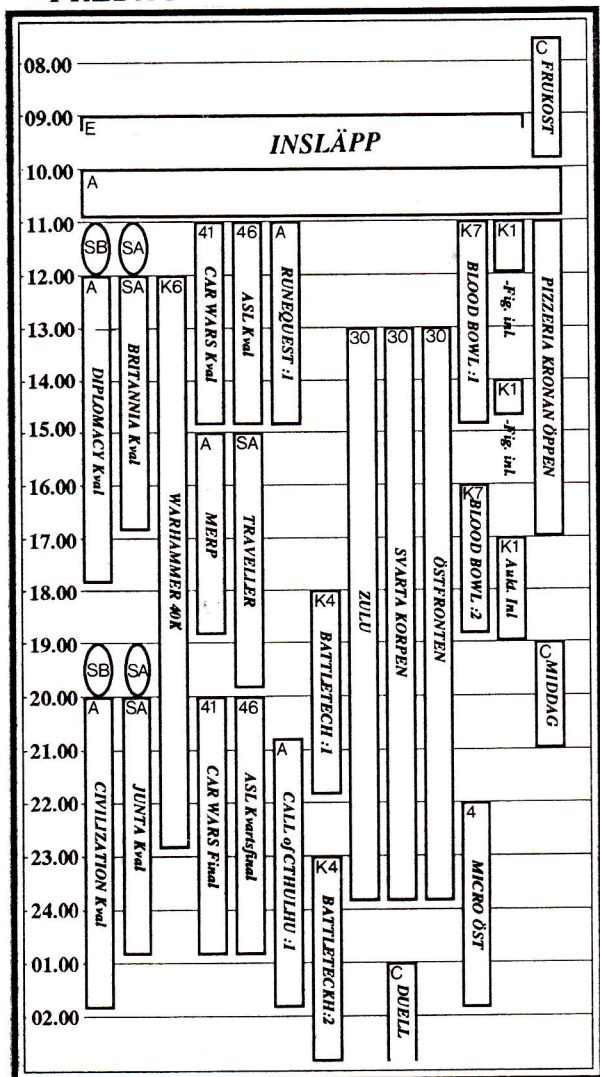 08.00
C FRUKOST
09.00
E
INSLÄPP
10.00
A
11.00
SB
SA
41 CAR WARS Kval
46 ASL Kval
A RUNEQUEST :1
K7 BLOOD BOWL :1
K1 -Fig. inl.
PIZZERIA KRONAN ÖPPEN
12.00
A DIPLOMACY Kval
SA BRITANNIA Kval
K6 WARHAMMER 40K
13.00
30 ZULU
30 SVARTA KORPEN
30 ÖSTFRONTEN
14.00
K1 -Fig. inl.
15.00
A MERP
SA TRAVELLER
16.00
K7 BLOOD BOWL :2
17.00
K1 Aukt. Inl
18.00
K4 BATTLETECH :1
19.00
SB
SA
C MIDDAG
20.00
A CIVILIZATION Kval
SA JUNTA Kval
41 CAR WARS Final
46 ASL Kvartsfinal
21.00
A CALL of CTHULHU :1
22.00
4 MICRO ÖST
23.00
K4 BATTLETECKH :2
24.00
01.00
C DUELL
02.00